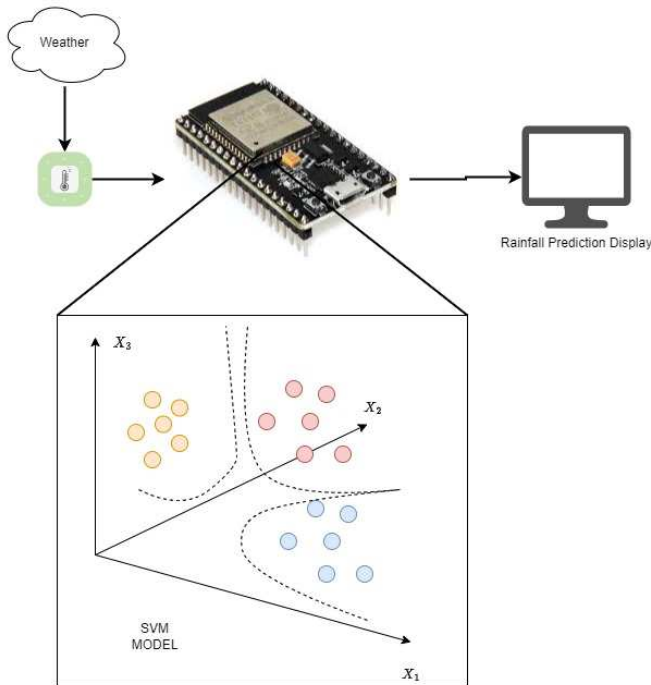 Weather
Rainfall Prediction Display
X₃
X₂
SVM
MODEL
X₁